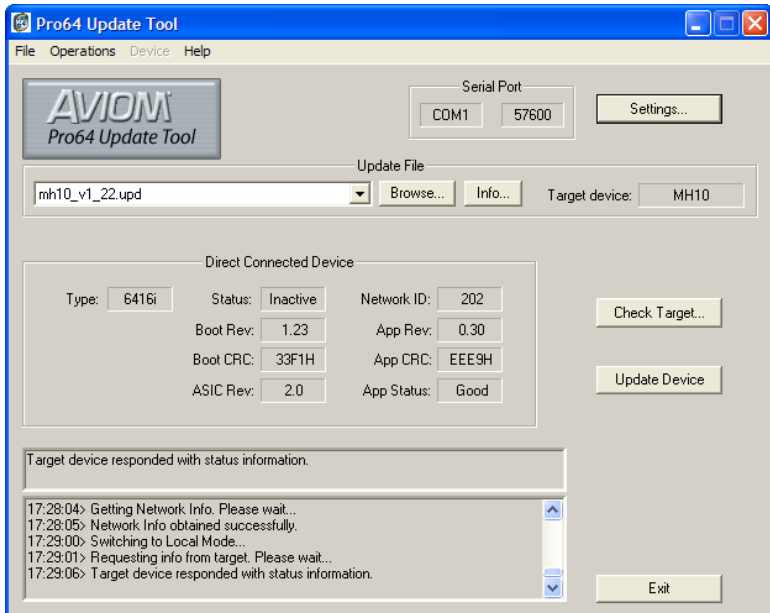 Pro64 Update Tool
File Operations Device Help
AVIOM
Pro64 Update Tool
Serial Port
COM1 57600
Settings...
Update File
mh10_v1_22.upd Browse... Info... Target device: MH10
Direct Connected Device
Type: 6416i Status: Inactive Network ID: 202
Boot Rev: 1.23 App Rev: 0.30
Boot CRC: 33F1H App CRC: EEE9H
ASIC Rev: 2.0 App Status: Good
Check Target...
Update Device
Target device responded with status information.
17:28:04> Getting Network Info. Please wait...
17:28:05> Network Info obtained successfully.
17:29:00> Switching to Local Mode...
17:29:01> Requesting info from target. Please wait...
17:29:06> Target device responded with status information.
Exit